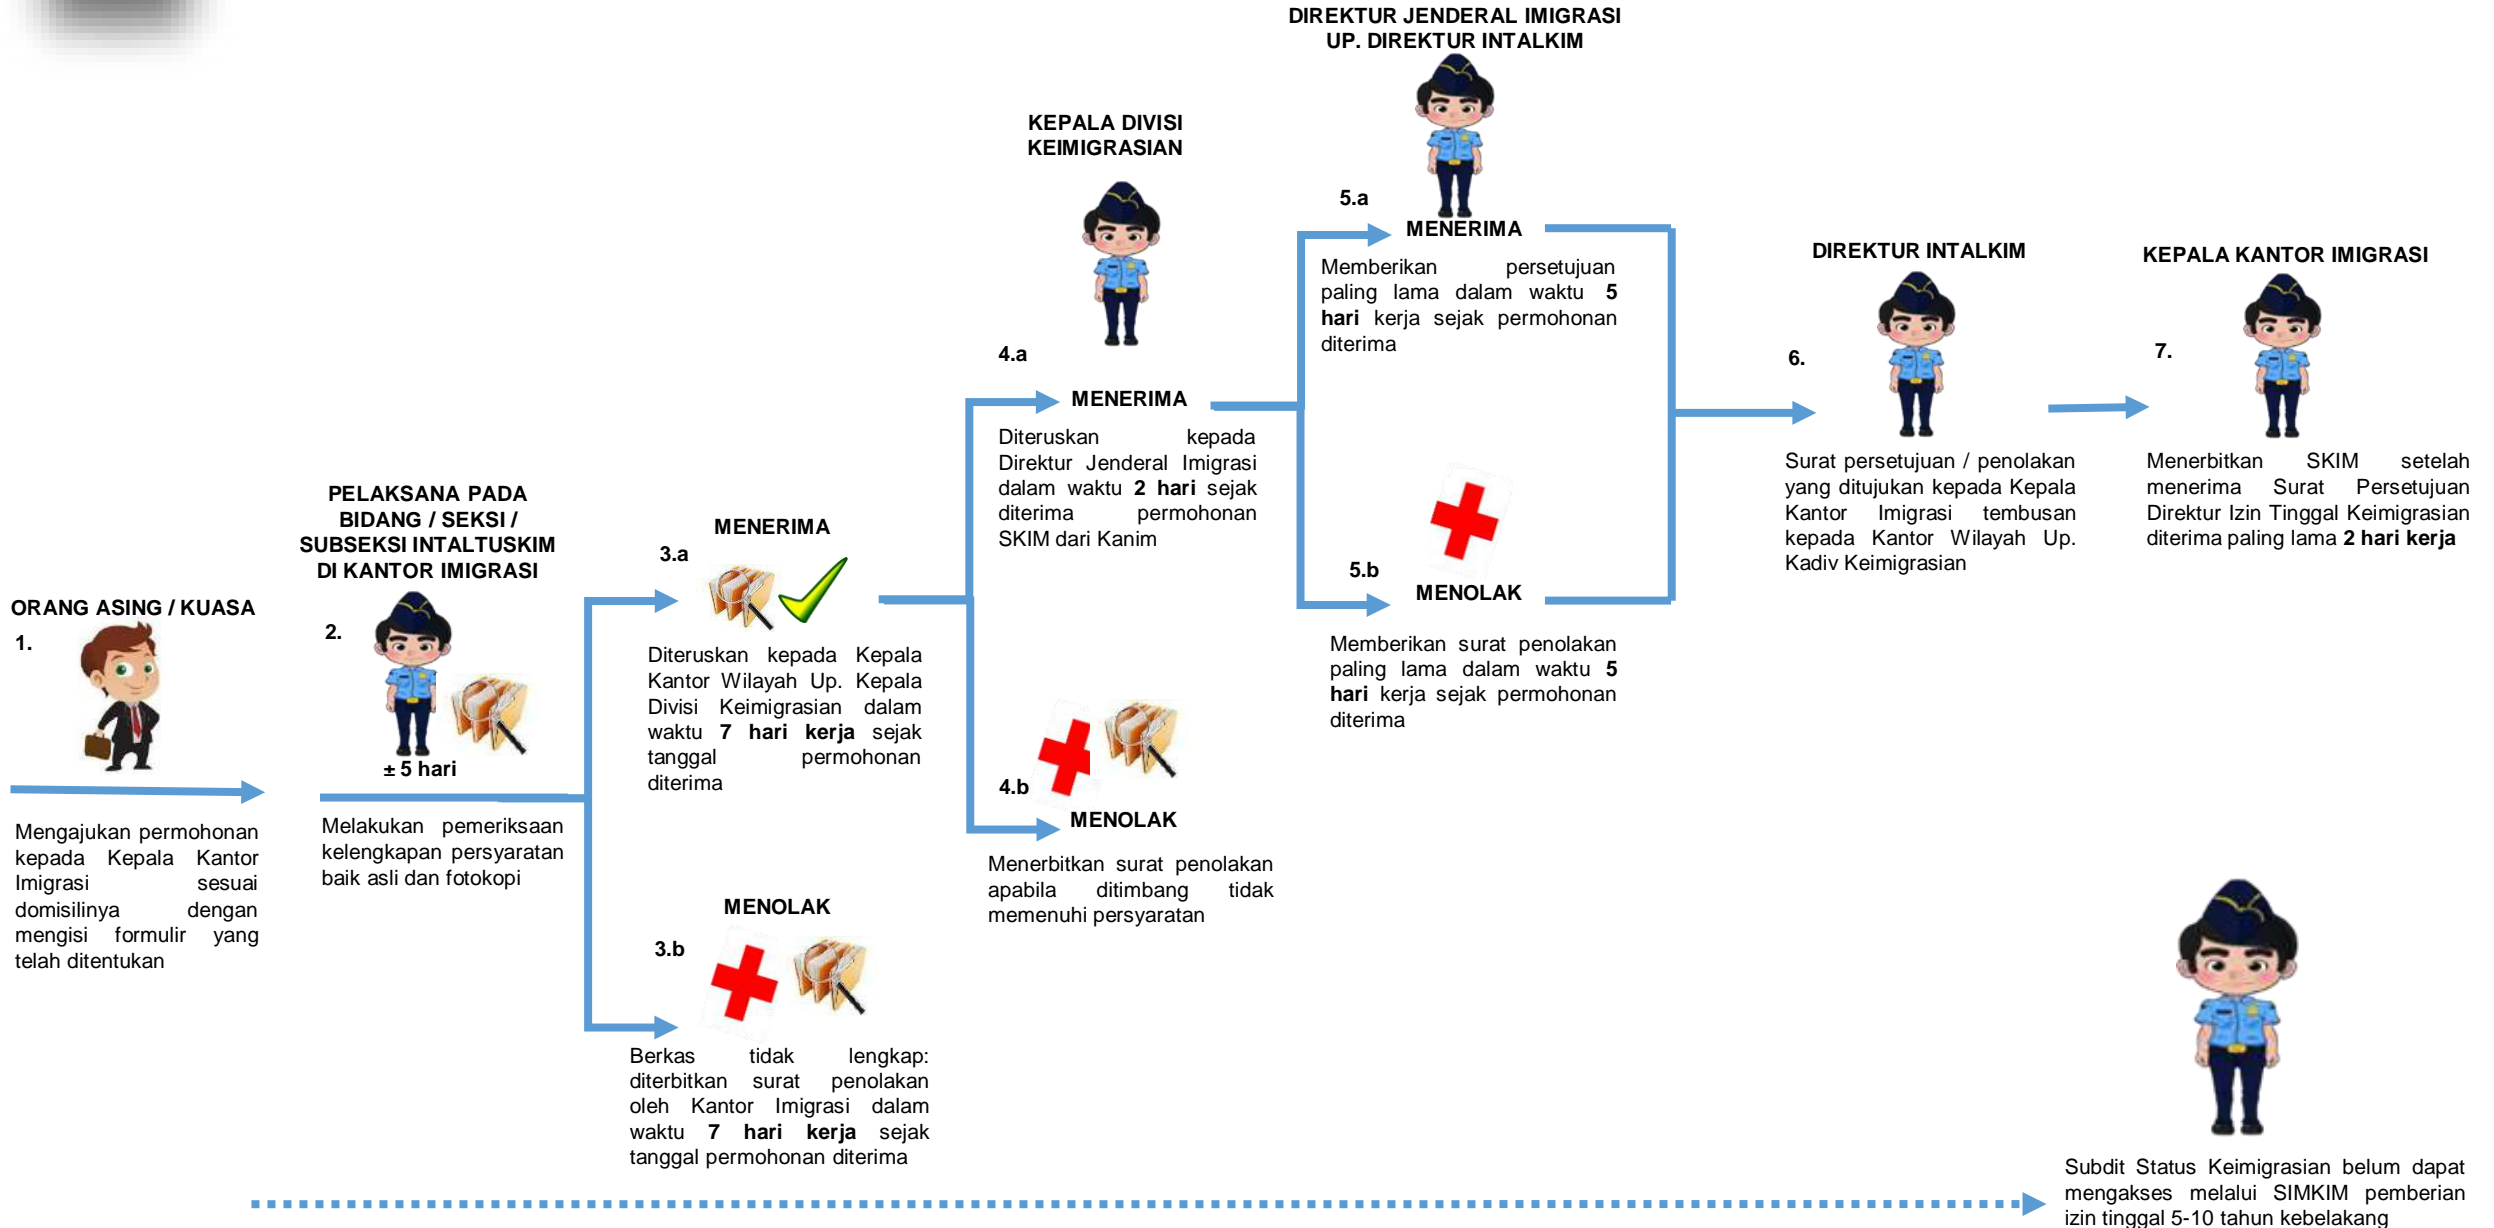 ORANG ASING / KUASA
1.
Mengajukan permohonan
kepada Kepala Kantor
Imigrasi sesuai
domisilinya dengan
mengisi formulir yang
telah ditentukan
PELAKSANA PADA
BIDANG / SEKSI /
SUBSEKSI INTALTUSKIM
DI KANTOR IMIGRASI
2.
± 5 hari
Melakukan pemeriksaan
kelengkapan persyaratan
baik asli dan fotokopi
MENERIMA
3.a
Diteruskan kepada Kepala
Kantor Wilayah Up. Kepala
Divisi Keimigrasian dalam
waktu 7 hari kerja sejak
tanggal permohonan
diterima
MENOLAK
3.b
Berkas tidak lengkap:
diterbitkan surat penolakan
oleh Kantor Imigrasi dalam
waktu 7 hari kerja sejak
tanggal permohonan diterima
KEPALA DIVISI
KEIMIGRASIAN
4.a
MENERIMA
Diteruskan kepada
Direktur Jenderal Imigrasi
dalam waktu 2 hari sejak
diterima permohonan
SKIM dari Kanim
4.b
MENOLAK
Menerbitkan surat penolakan
apabila ditimbang tidak
memenuhi persyaratan
DIREKTUR JENDERAL IMIGRASI
UP. DIREKTUR INTALKIM
5.a
MENERIMA
Memberikan persetujuan
paling lama dalam waktu 5
hari kerja sejak permohonan
diterima
5.b
MENOLAK
Memberikan surat penolakan
paling lama dalam waktu 5
hari kerja sejak permohonan
diterima
DIREKTUR INTALKIM
6.
Surat persetujuan / penolakan
yang ditujukan kepada Kepala
Kantor Imigrasi tembusan
kepada Kantor Wilayah Up.
Kadiv Keimigrasian
KEPALA KANTOR IMIGRASI
7.
Menerbitkan SKIM setelah
menerima Surat Persetujuan
Direktur Izin Tinggal Keimigrasian
diterima paling lama 2 hari kerja
Subdit Status Keimigrasian belum dapat
mengakses melalui SIMKIM pemberian
izin tinggal 5-10 tahun kebelakang